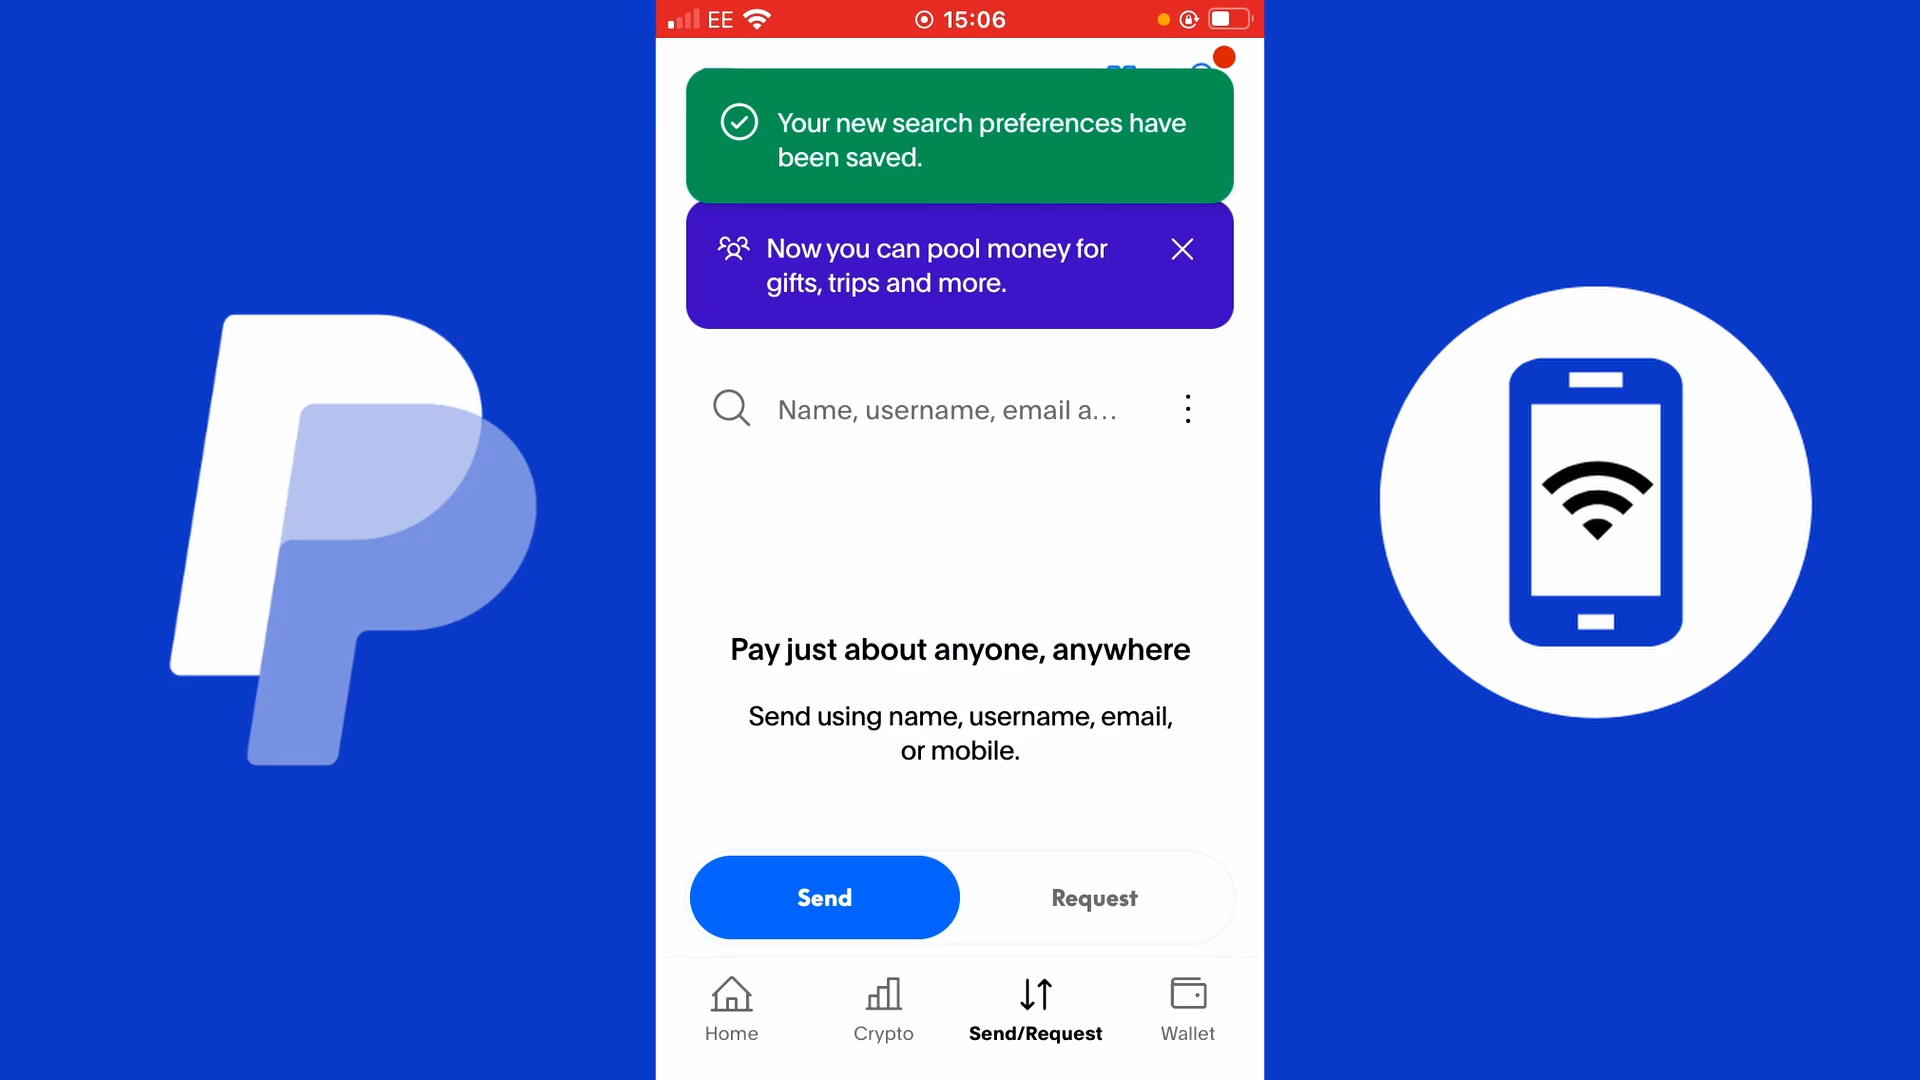 EE 15:06
Your new search preferences have
been saved.
Now you can pool money for
gifts, trips and more.
Name, username, email a...
Pay just about anyone, anywhere
Send using name, username, email,
or mobile.
Send Request
Home Crypto Send/Request Wallet